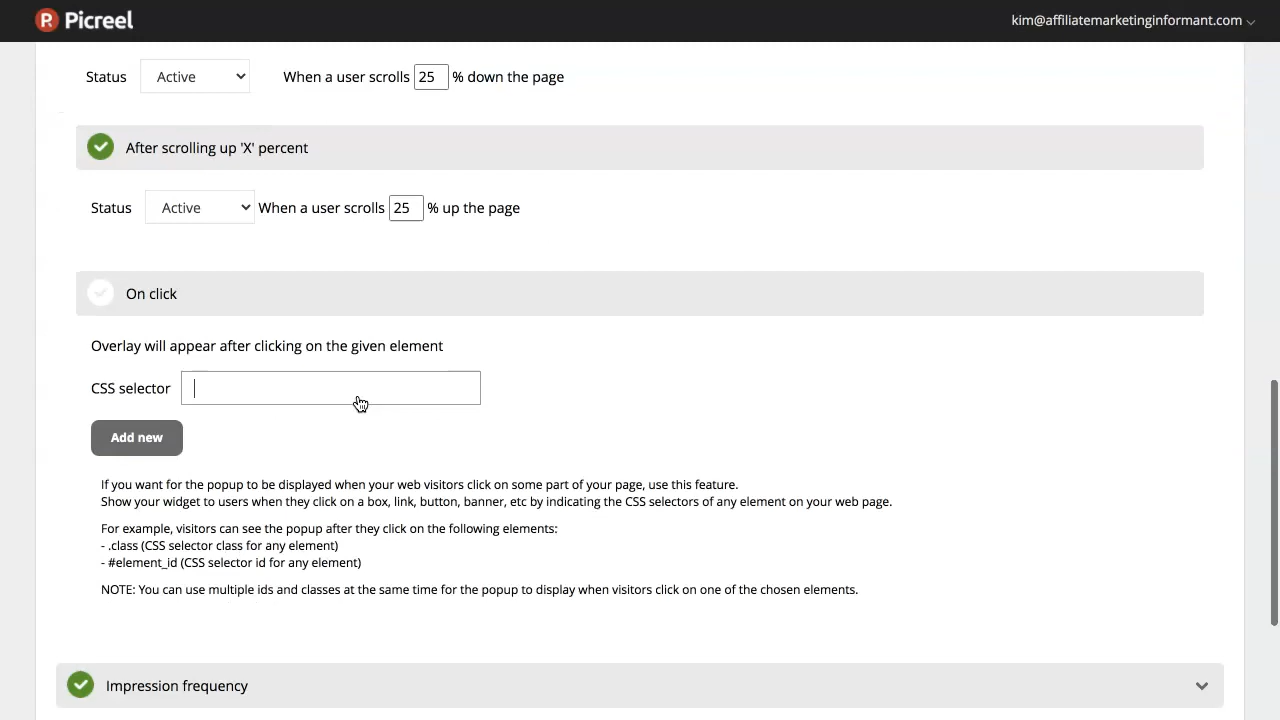 Picreel
kim@affiliatemarketinginformant.com
Status Active When a user scrolls 25 % down the page
After scrolling up 'X' percent
Status Active When a user scrolls 25 % up the page
On click
Overlay will appear after clicking on the given element
CSS selector
Add new
If you want for the popup to be displayed when your web visitors click on some part of your page, use this feature.
Show your widget to users when they click on a box, link, button, banner, etc by indicating the CSS selectors of any element on your web page.
For example, visitors can see the popup after they click on the following elements:
- .class (CSS selector class for any element)
- #element_id (CSS selector id for any element)
NOTE: You can use multiple ids and classes at the same time for the popup to display when visitors click on one of the chosen elements.
Impression frequency